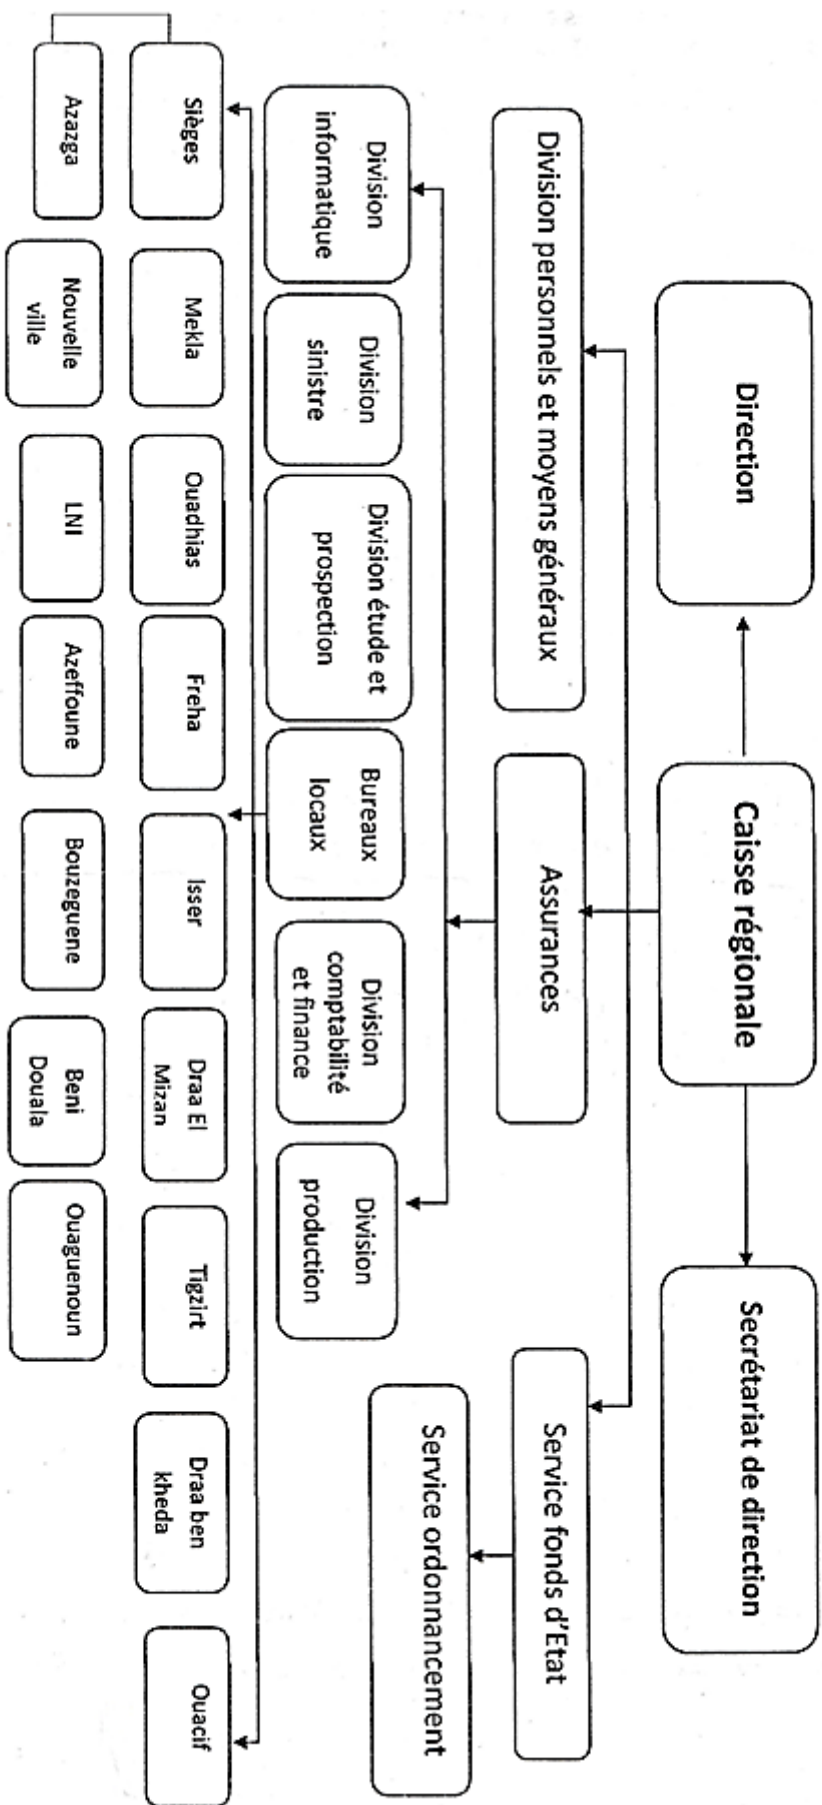 Direction
Caisse régionale
Secrétariat de direction
Division personnels et moyens généraux
Assurances
Service fonds d'Etat
Service ordonnancement
Division
informatique
Division
sinistre
Division étude et
prospection
Bureaux
locaux
Division
comptabilité
et finance
Division
production
Sièges
Mekla
Ouadhias
Freha
Isser
Draa El
Mizan
Tigzirt
Draa ben
kheda
Ouacif
Azazga
Nouvelle
ville
LNI
Azeffoune
Bouzeguene
Beni
Douala
Ouaguenoun